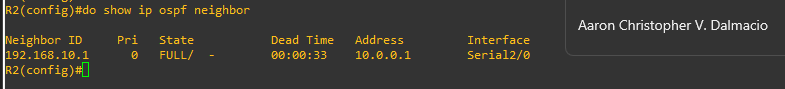 R2(config)#do show ip ospf neighbor
Neighbor ID     Pri   State           Dead Time   Address         Interface
192.168.10.1      0   FULL/  -        00:00:33    10.0.0.1        Serial2/0
R2(config)#
Aaron Christopher V. Dalmacio